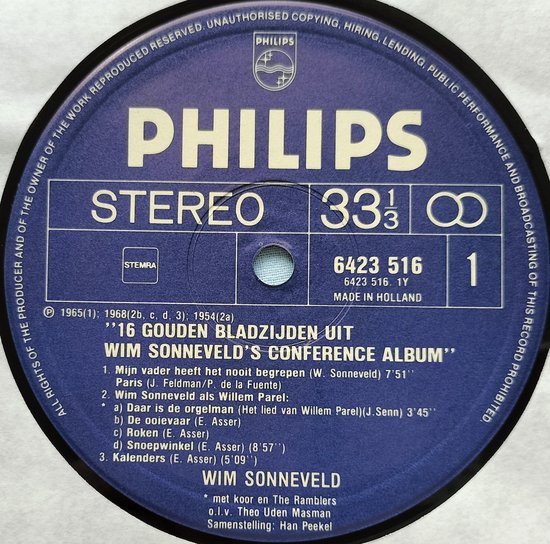 ALL RIGHTS OF THE PRODUCER AND OF THE OWNER OF THE WORK REPRODUCED RESERVED. UNAUTHORISED COPYING, HIRING, LENDING, PUBLIC PERFORMANCE AND BROADCASTING OF THIS RECORD PROHIBITED
PHILIPS
PHILIPS
STEREO 33 1/3
STEMRA
6423 516 1
6423 516. 1Y
MADE IN HOLLAND
℗ 1965(1); 1968(2b, c, d, 3); 1954(2a)
"16 GOUDEN BLADZIJDEN UIT
WIM SONNEVELD'S CONFERENCE ALBUM"
1. Mijn vader heeft het nooit begrepen (W. Sonneveld) 7'51"
Paris (J. Feldman/P. de la Fuente)
2. Wim Sonneveld als Willem Parel:
* a) Daar is de orgelman (Het lied van Willem Parel)(J.Senn) 3'45"
b) De ooievaar (E. Asser)
c) Roken (E. Asser)
d) Snoepwinkel (E. Asser) (8'57")
3. Kalenders (E. Asser) (5'09")
WIM SONNEVELD
* met koor en The Ramblers
o.l.v. Theo Uden Masman
Samenstelling: Han Peekel